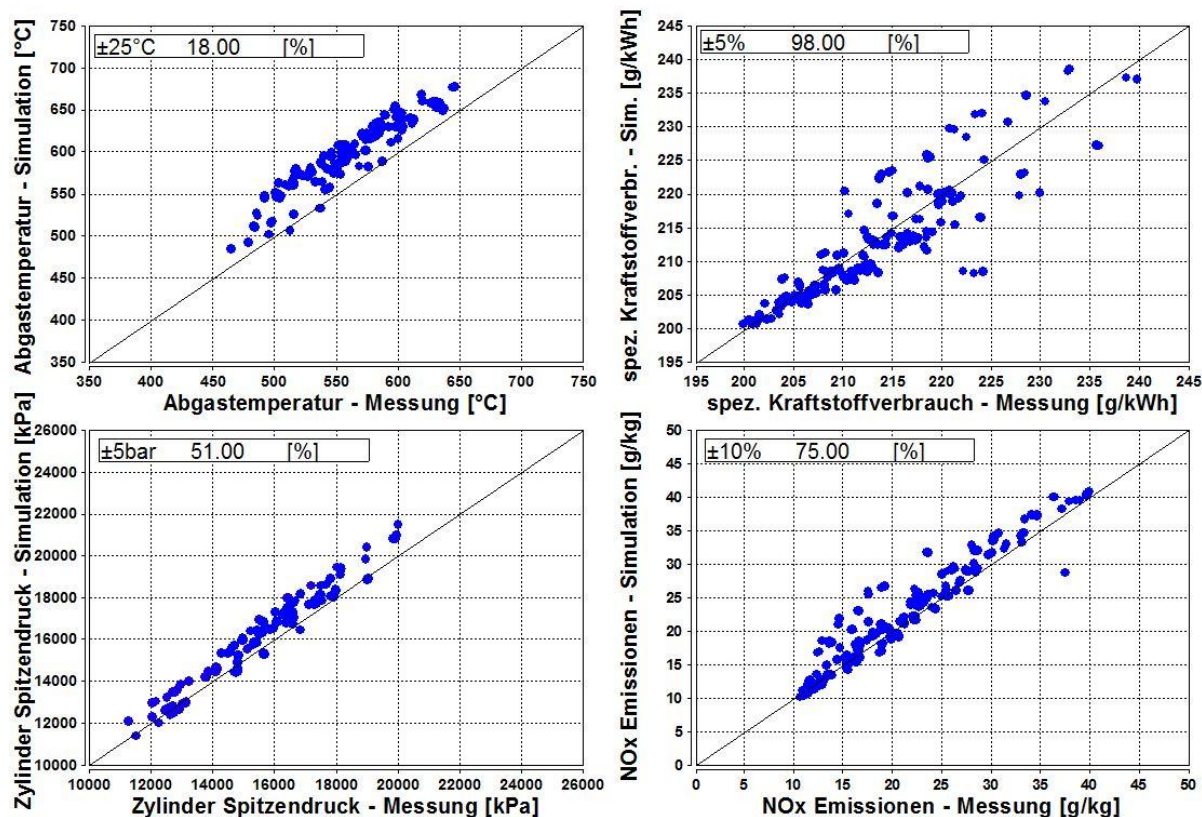 Abgastemperatur - Simulation [°C]
750
700
650
600
550
500
450
400
350
±25°C 18.00 [%]
350 400 450 500 550 600 650 700 750
Abgastemperatur - Messung [°C]
spez. Kraftstoffverbr. - Sim. [g/kWh]
245
240
235
230
225
220
215
210
205
200
195
±5% 98.00 [%]
195 200 205 210 215 220 225 230 235 240 245
spez. Kraftstoffverbrauch - Messung [g/kWh]
Zylinder Spitzendruck - Simulation [kPa]
26000
24000
22000
20000
18000
16000
14000
12000
10000
±5bar 51.00 [%]
10000 12000 14000 16000 18000 20000 22000 24000 26000
Zylinder Spitzendruck - Messung [kPa]
NOx Emissionen - Simulation [g/kg]
50
45
40
35
30
25
20
15
10
5
0
±10% 75.00 [%]
0 5 10 15 20 25 30 35 40 45 50
NOx Emissionen - Messung [g/kg]